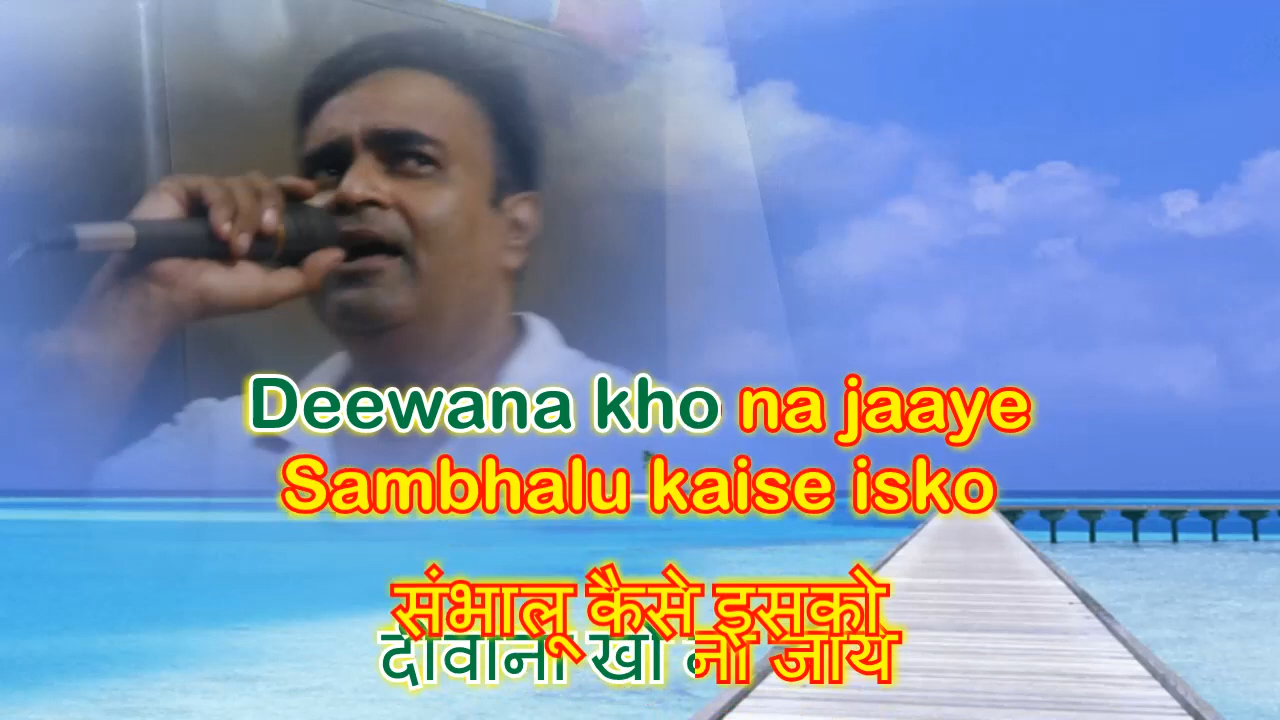 Deewana kho na jaaye
Sambhalu kaise isko
संभालू कैसे इसको
दीवाना खो ना जाये